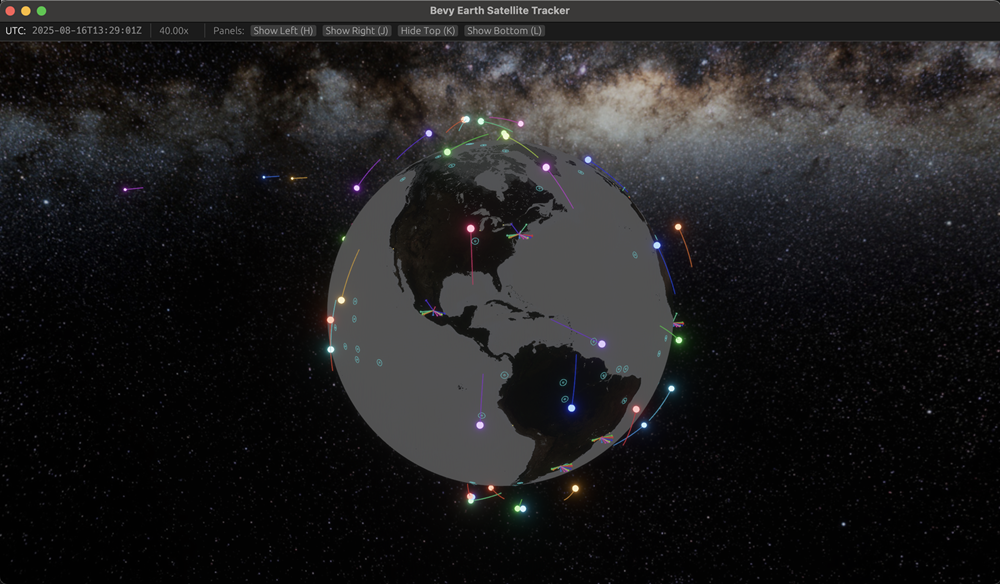 Bevy Earth Satellite Tracker
UTC: 2025-08-16T13:29:01Z 40.00x Panels: Show Left (H) Show Right (J) Hide Top (K) Show Bottom (L)